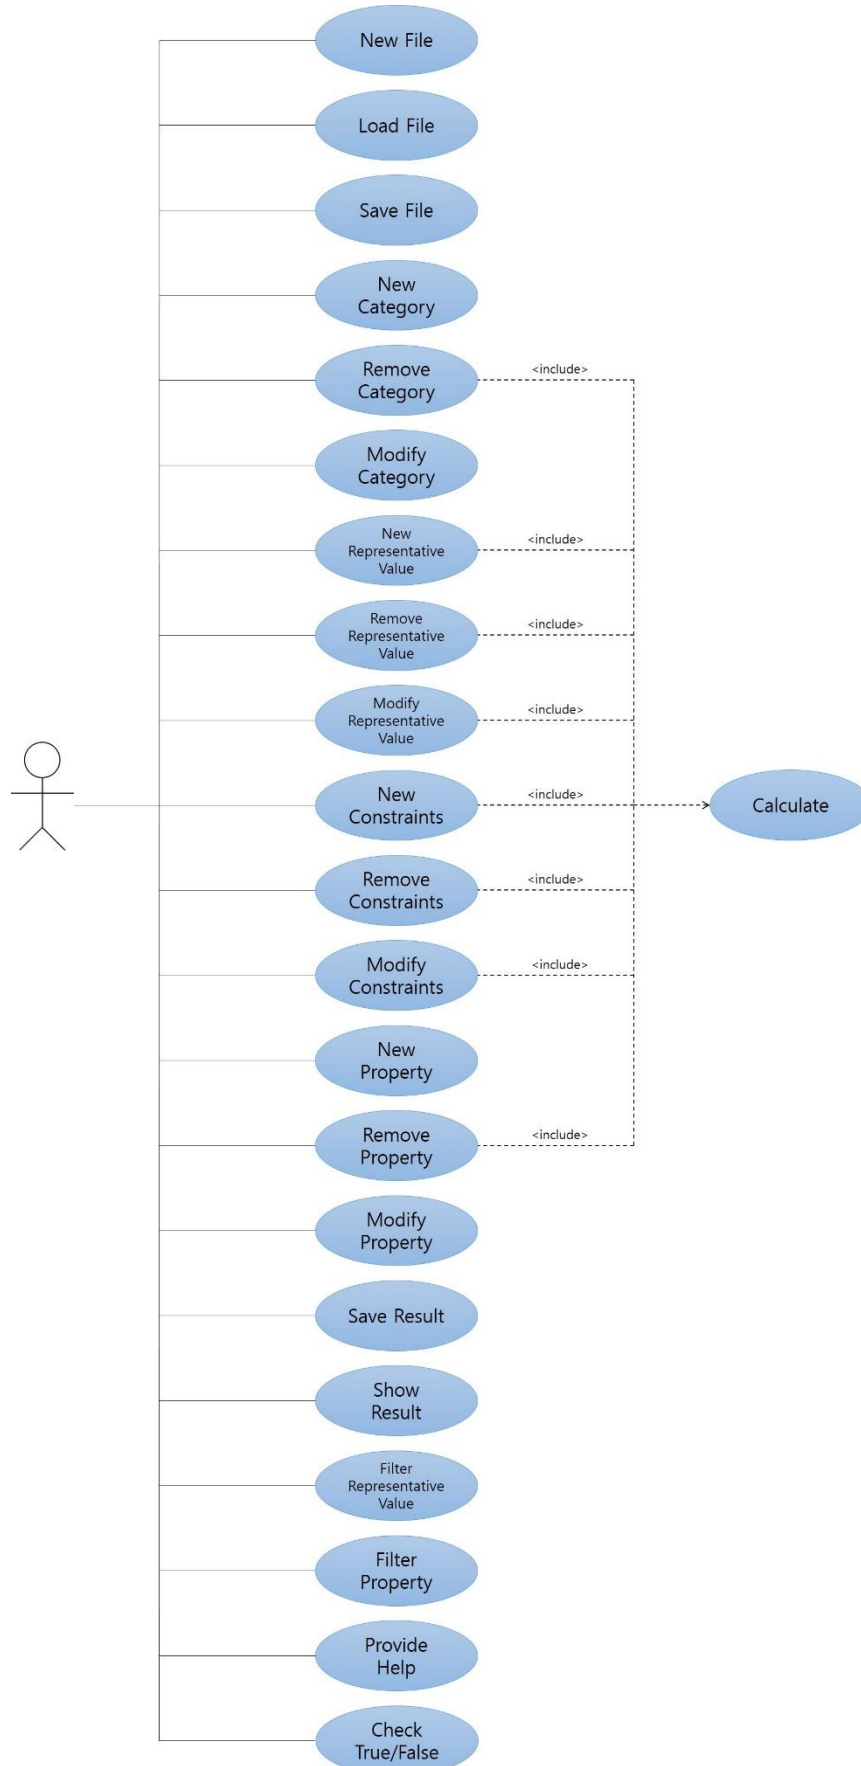 New File
Load File
Save File
New
Category
Remove
Category
<include>
Modify
Category
New
Representative
Value
<include>
Remove
Representative
Value
<include>
Modify
Representative
Value
<include>
New
Constraints
<include>
Calculate
Remove
Constraints
<include>
Modify
Constraints
<include>
New
Property
Remove
Property
<include>
Modify
Property
Save Result
Show
Result
Filter
Representative
Value
Filter
Property
Provide
Help
Check
True/False